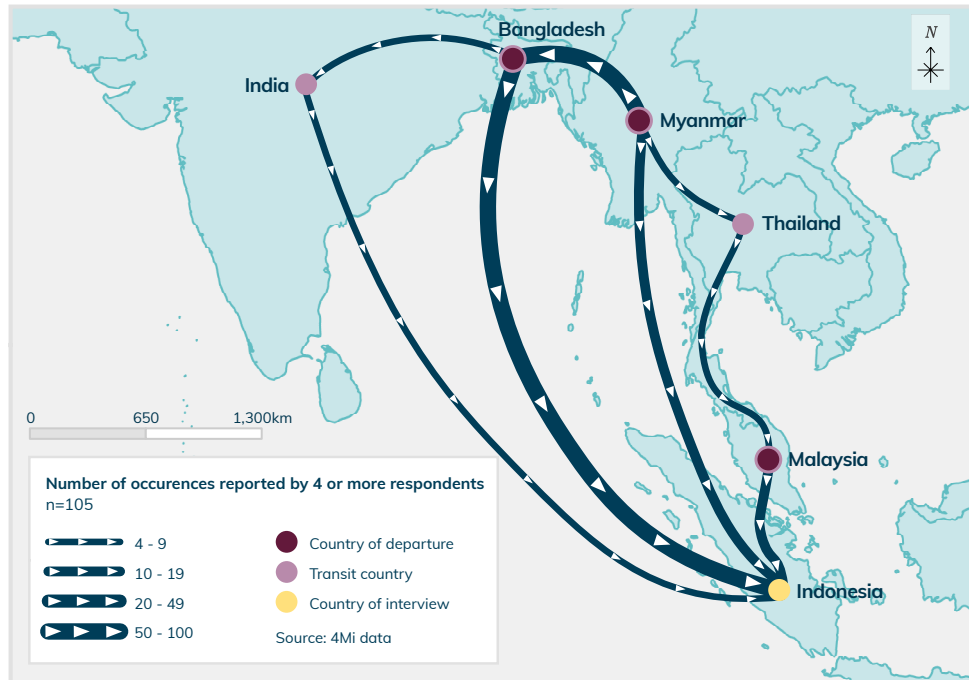 N
Bangladesh
India
Myanmar
Thailand
0 650 1,300km
Malaysia
Number of occurences reported by 4 or more respondents
n=105
4 - 9
Country of departure
10 - 19
Transit country
20 - 49
Country of interview
50 - 100
Source: 4Mi data
Indonesia